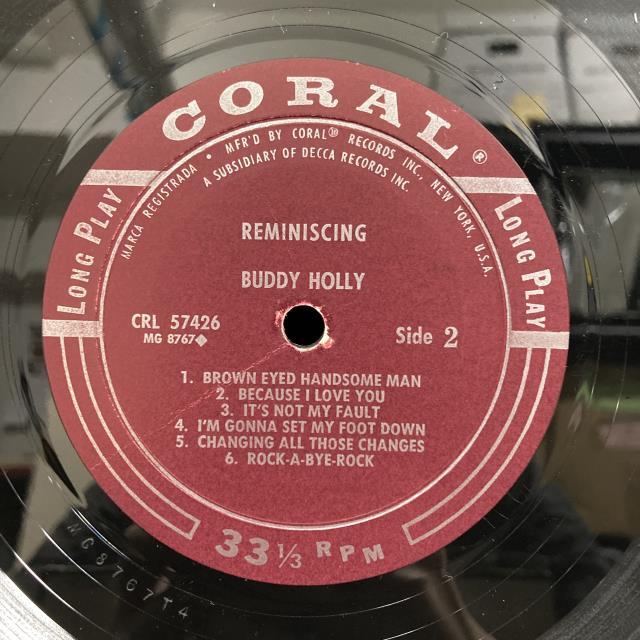 CORAL®
MARCA REGISTRADA • MFR'D BY CORAL® RECORDS INC., NEW YORK, U.S.A.
A SUBSIDIARY OF DECCA RECORDS INC.
LONG PLAY
LONG PLAY
REMINISCING
BUDDY HOLLY
CRL 57426
MG 8767◆
Side 2
1. BROWN EYED HANDSOME MAN
2. BECAUSE I LOVE YOU
3. IT'S NOT MY FAULT
4. I'M GONNA SET MY FOOT DOWN
5. CHANGING ALL THOSE CHANGES
6. ROCK-A-BYE-ROCK
33 1/3 RPM
MG8767T4